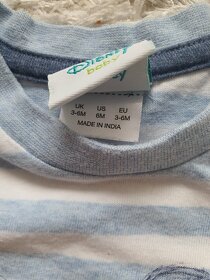 Disney
baby
UK US EU
3-6M 6M 3-6M
MADE IN INDIA